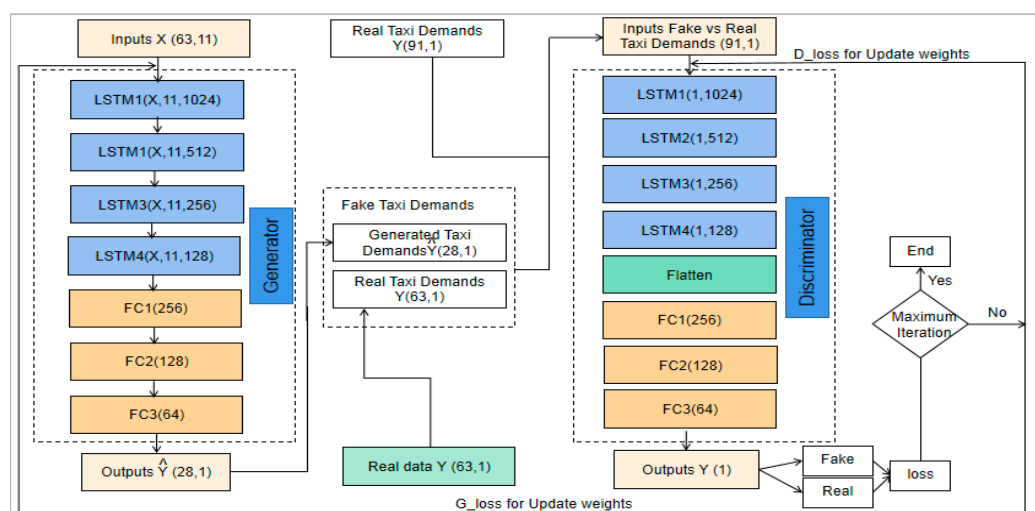 Inputs X (63,11)
LSTM1(X,11,1024)
LSTM1(X,11,512)
LSTM3(X,11,256)
LSTM4(X,11,128)
FC1(256)
FC2(128)
FC3(64)
Outputs Ŷ (28,1)
Generator
Real Taxi Demands
Y(91,1)
Fake Taxi Demands
Generated Taxi
DemandsŶ(28,1)
Real Taxi Demands
Y(63,1)
Real data Y (63,1)
Inputs Fake vs Real
Taxi Demands (91,1)
D_loss for Update weights
LSTM1(1,1024)
LSTM2(1,512)
LSTM3(1,256)
LSTM4(1,128)
Flatten
FC1(256)
FC2(128)
FC3(64)
Discriminator
Outputs Y (1)
Fake
Real
loss
Maximum
Iteration
Yes
No
End
G_loss for Update weights